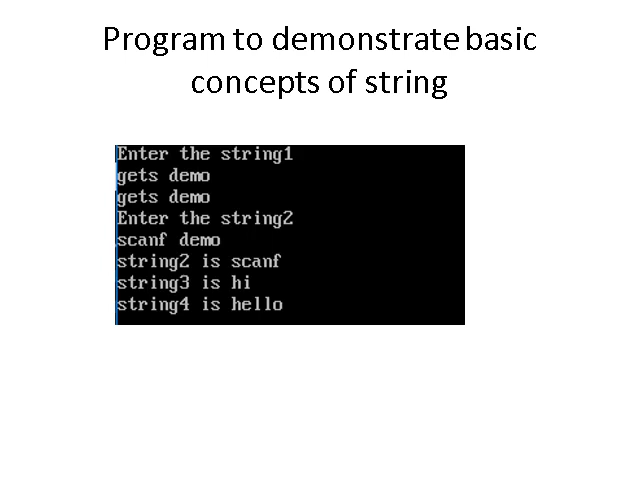 Program to demonstrate basic
concepts of string
Enter the string1
gets demo
gets demo
Enter the string2
scanf demo
string2 is scanf
string3 is hi
string4 is hello